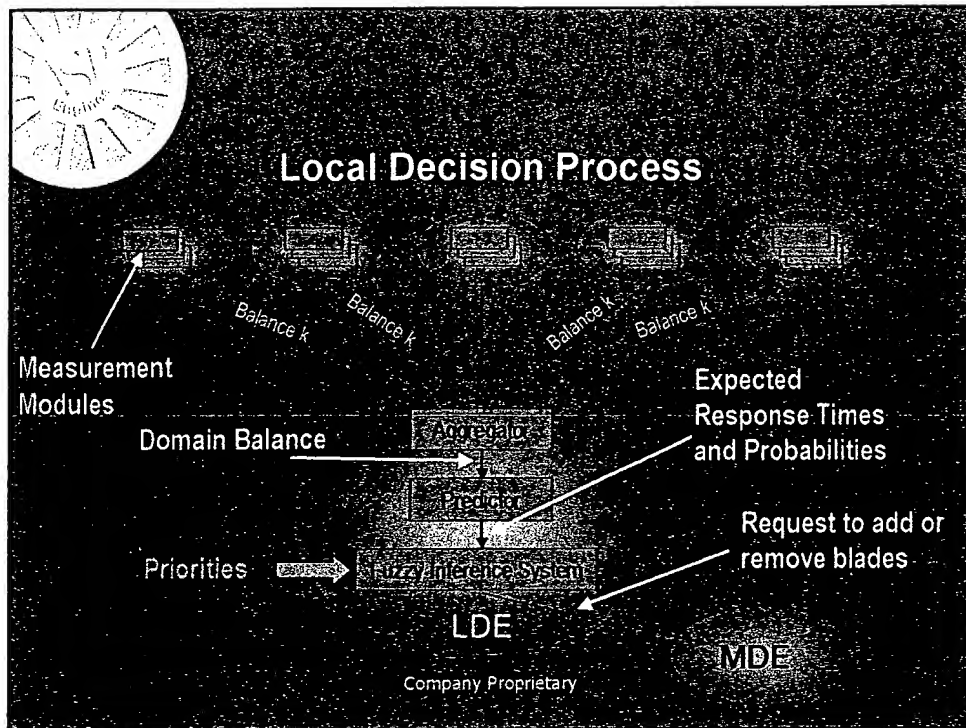 Engines
Local Decision Process
Balance k
Balance k
Balance k
Balance k
Measurement
Modules
Expected
Response Times
and Probabilities
Domain Balance
Aggregator
Predictor
Request to add or
remove blades
Priorities
Fuzzy Inference System
LDE
MDE
Company Proprietary